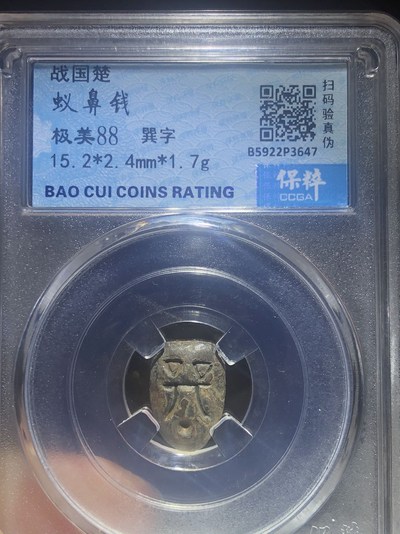 战国楚
蚁鼻钱
极美88 巽字
15.2*2.4mm*1.7g
BAO CUI COINS RATING
扫码验真伪
B5922P3647
保粹
CCGA